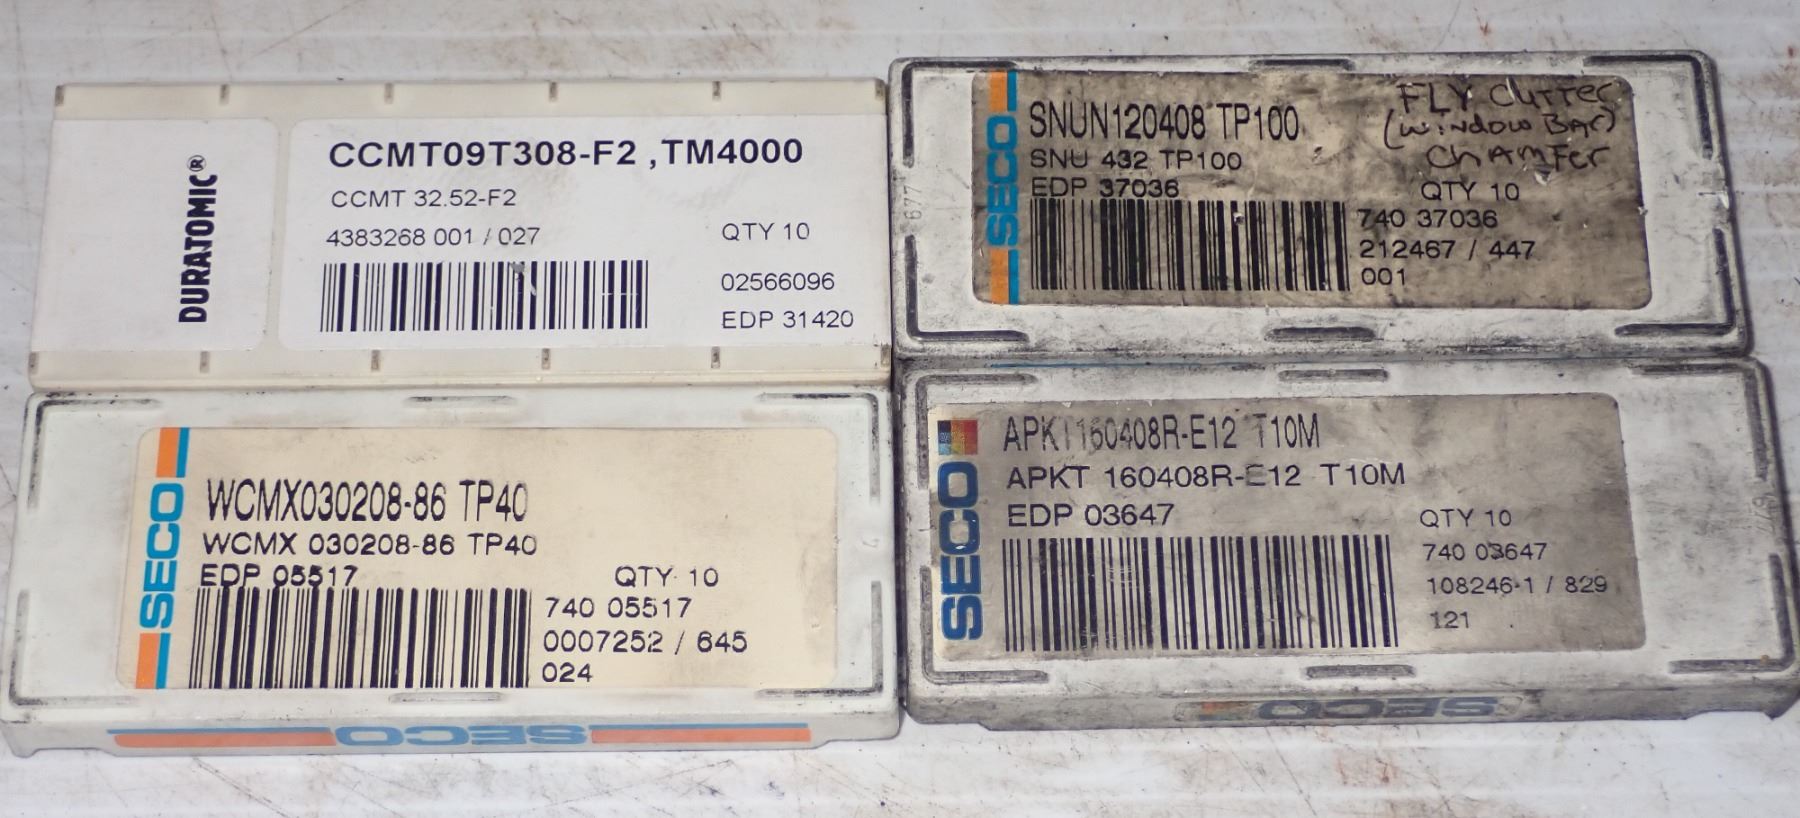 DURATOMIC®
CCMT09T308-F2 ,TM4000
CCMT 32.52-F2
4383268 001 / 027
QTY 10
02566096
EDP 31420
SECO
SNUN120408 TP100
SNU 432 TP100
EDP 37036
QTY 10
740 37036
212467 / 447
001
FLY CUTTER
(WINDOW BAR)
CHAMFER
677
SECO
WCMX030208-86 TP40
WCMX 030208-86 TP40
EDP 05517
QTY 10
740 05517
0007252 / 645
024
SECO
SECO
APKT160408R-E12 T10M
APKT 160408R-E12 T10M
EDP 03647
QTY 10
740 03647
108246-1 / 829
121
SECO